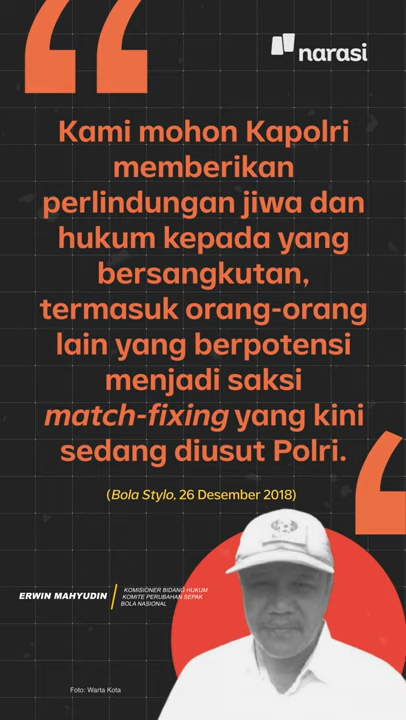 narasi
Kami mohon Kapolri
memberikan
perlindungan jiwa dan
hukum kepada yang
bersangkutan,
termasuk orang-orang
lain yang berpotensi
menjadi saksi
match-fixing yang kini
sedang diusut Polri.
(Bola Stylo, 26 Desember 2018)
ERWIN MAHYUDIN
KOMISIONER BIDANG HUKUM
KOMITE PERUBAHAN SEPAK
BOLA NASIONAL
Foto: Warta Kota